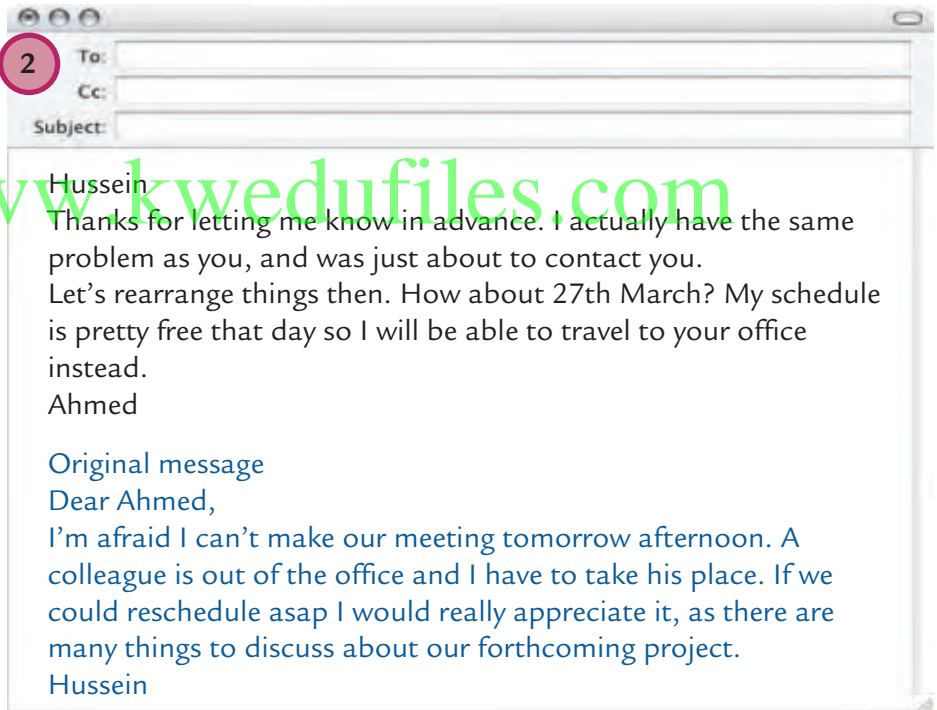 2
To:
Cc:
Subject:
www.kwedufiles.com
Hussein
Thanks for letting me know in advance. I actually have the same
problem as you, and was just about to contact you.
Let's rearrange things then. How about 27th March? My schedule
is pretty free that day so I will be able to travel to your office
instead.
Ahmed
Original message
Dear Ahmed,
I'm afraid I can't make our meeting tomorrow afternoon. A
colleague is out of the office and I have to take his place. If we
could reschedule asap I would really appreciate it, as there are
many things to discuss about our forthcoming project.
Hussein